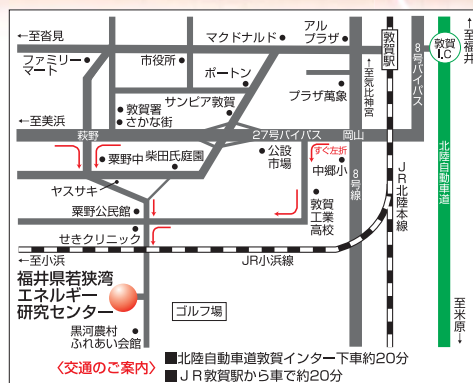 ←至沓見
マクドナルド
アル
プラザ
敦賀駅
敦賀
I.C
↑至福井
ファミリー
マート
市役所
ポートン
8号バイパス
↑至気比神宮
プラザ萬象
敦賀署
さかな街
サンピア敦賀
←至美浜
萩野
27号バイパス
岡山
北陸自動車道
粟野中
柴田氏庭園
公設
市場
すぐ左折
中郷小
8号線
JR北陸本線
ヤスサキ
粟野公民館
敦賀
工業
高校
せきクリニック
←至小浜
JR小浜線
福井県若狭湾
エネルギー
研究センター
ゴルフ場
至米原↓
黒河農村
ふれあい会館
〈交通のご案内〉
■北陸自動車道敦賀インター下車約20分
■JR敦賀駅から車で約20分